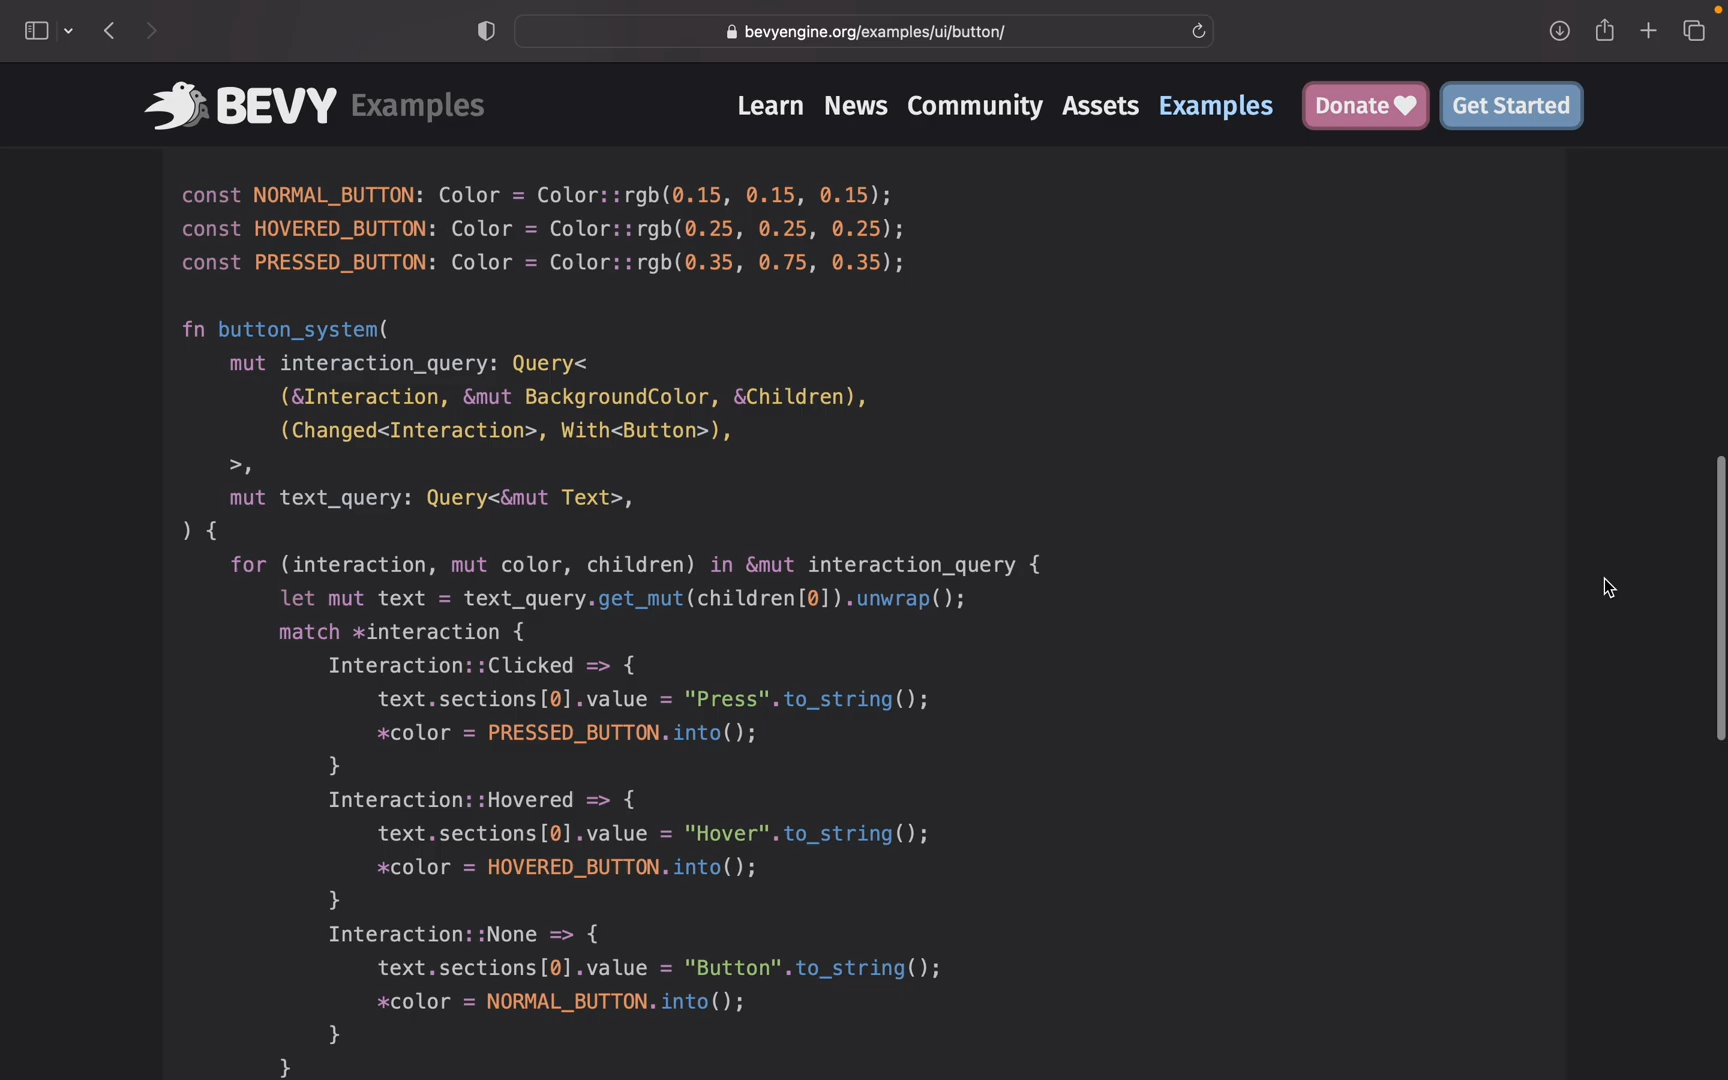 bevyengine.org/examples/ui/button/
BEVY Examples
Learn News Community Assets Examples Donate Get Started
const NORMAL_BUTTON: Color = Color::rgb(0.15, 0.15, 0.15);
const HOVERED_BUTTON: Color = Color::rgb(0.25, 0.25, 0.25);
const PRESSED_BUTTON: Color = Color::rgb(0.35, 0.75, 0.35);
fn button_system(
    mut interaction_query: Query<
        (&Interaction, &mut BackgroundColor, &Children),
        (Changed<Interaction>, With<Button>),
    >,
    mut text_query: Query<&mut Text>,
) {
    for (interaction, mut color, children) in &mut interaction_query {
        let mut text = text_query.get_mut(children[0]).unwrap();
        match *interaction {
            Interaction::Clicked => {
                text.sections[0].value = "Press".to_string();
                *color = PRESSED_BUTTON.into();
            }
            Interaction::Hovered => {
                text.sections[0].value = "Hover".to_string();
                *color = HOVERED_BUTTON.into();
            }
            Interaction::None => {
                text.sections[0].value = "Button".to_string();
                *color = NORMAL_BUTTON.into();
            }
        }